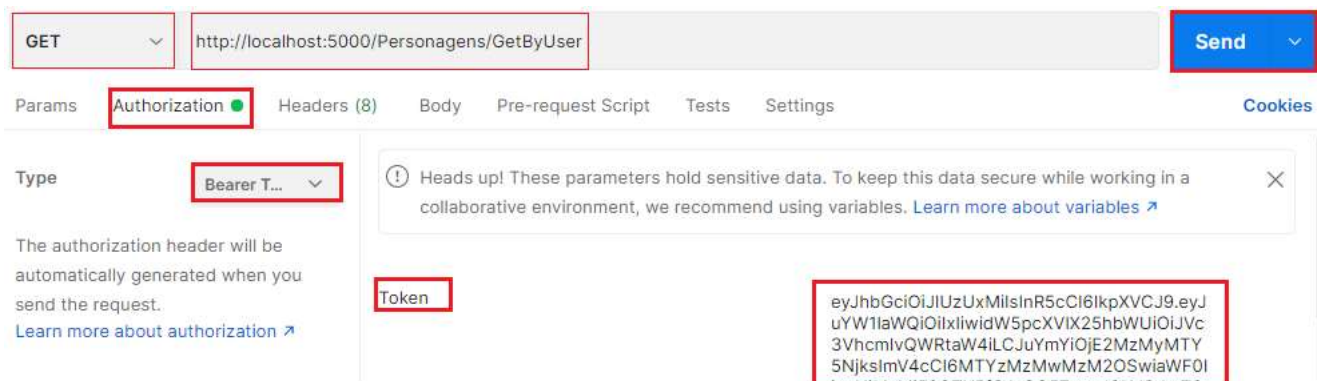 GET http://localhost:5000/Personagens/GetByUser Send
Params Authorization Headers (8) Body Pre-request Script Tests Settings Cookies
Type Bearer T...
Heads up! These parameters hold sensitive data. To keep this data secure while working in a
collaborative environment, we recommend using variables. Learn more about variables ↗
The authorization header will be
automatically generated when you
send the request.
Learn more about authorization ↗
Token
eyJhbGciOiJIUzUxMiIsInR5cCI6IkpXVCJ9.eyJ
uYW1laWQiOiIxIiwidW5pcXVlX25hbWUiOiJVc
3VhcmlvQWRtaW4iLCJuYmYiOjE2MzMyMTY
5NjksImV4cCI6MTYzMzMwMzM2OSwiaWF0I